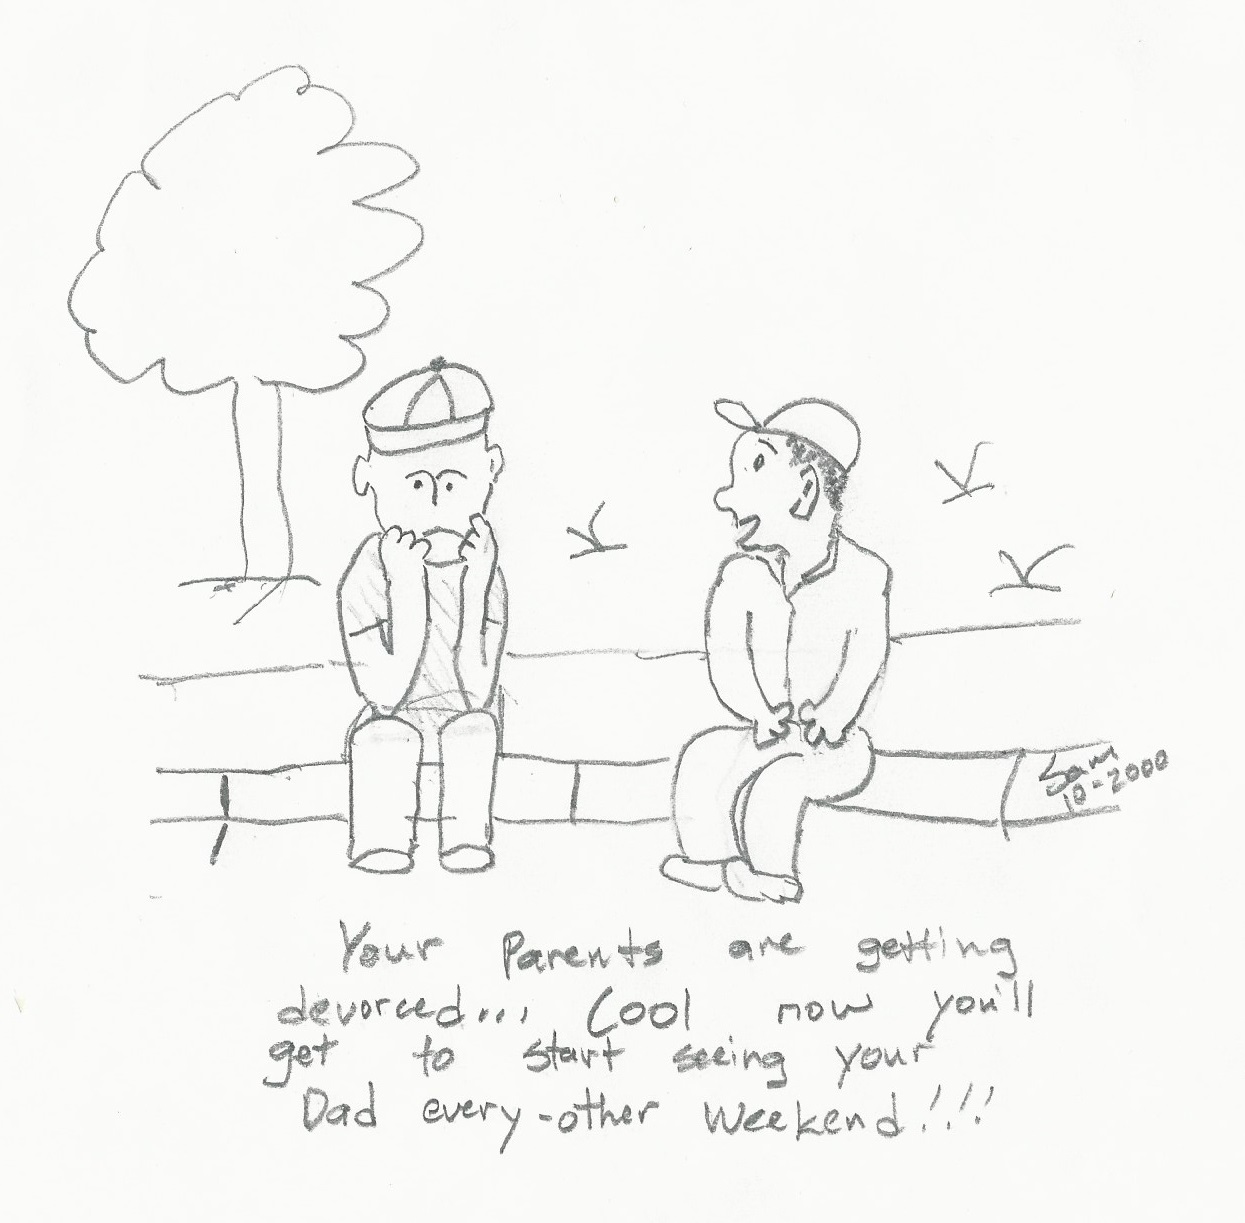 Sam
10-2000
Your Parents are getting
devorced... Cool now you'll
get to start seeing your
Dad every-other weekend!!!